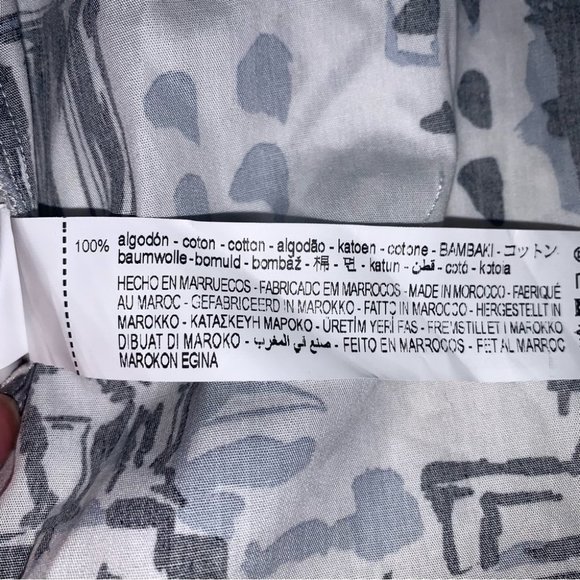 100% algodón - coton - cotton - algodão - katoen - cotone - BAMBAKI - コットン
baumwolle - bomuld - bombaž - 棉 - 면 - katun - قطن - cotó - kotoia
HECHO EN MARRUECOS - FABRICADO EM MARROCOS - MADE IN MOROCCO - FABRIQUÉ
AU MAROC - GEFABRICEERD IN MAROKKO - FATTO IN MAROCCO - HERGESTELLT IN
MAROKKO - ΚΑΤΑΣΚΕΥΗ ΜΑΡΟΚΟ - ÜRETİM YERİ FAS - FREMSTILLET I MAROKKO
DIBUAT DI MAROKO - صنع في المغرب - FEITO EN MARROCOS - FET AL MARROC
MAROKON EGINA